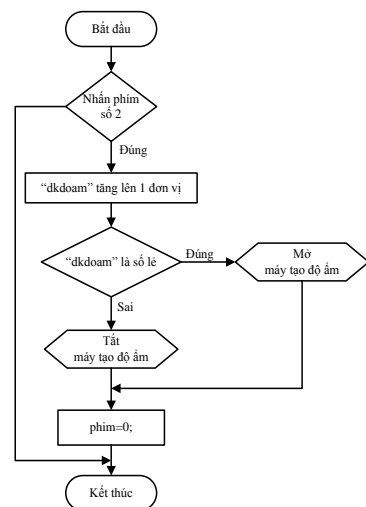 Bắt đầu
Nhấn phím
số 2
Đúng
“dkdoam” tăng lên 1 đơn vị
“dkdoam” là số lẻ
Đúng
Mở
máy tạo độ ẩm
Sai
Tắt
máy tạo độ ẩm
phim=0;
Kết thúc